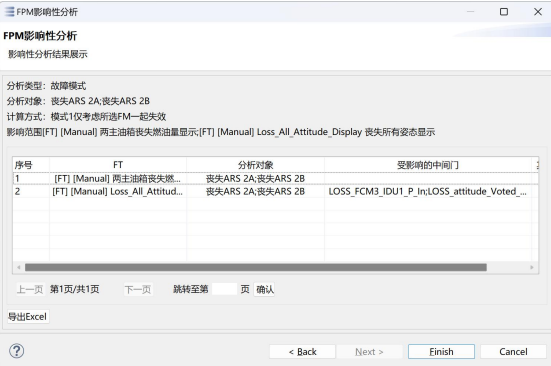 FPM影响性分析
FPM影响性分析
影响性分析结果展示
分析类型：故障模式
分析对象：丧失ARS 2A;丧失ARS 2B
计算方式：模式1仅考虑所选FM一起失效
影响范围[FT] [Manual] 两主油箱丧失燃油量显示;[FT] [Manual] Loss_All_Attitude_Display 丧失所有姿态显示
序号 FT 分析对象 受影响的中间门
1 [FT] [Manual] 两主油箱丧失燃... 丧失ARS 2A;丧失ARS 2B
2 [FT] [Manual] Loss_All_Attitud... 丧失ARS 2A;丧失ARS 2B LOSS_FCM3_IDU1_P_In;LOSS_attitude_Voted_...
上一页 第1页/共1页 下一页 跳转至第 页 确认
导出Excel
< Back Next > Finish Cancel